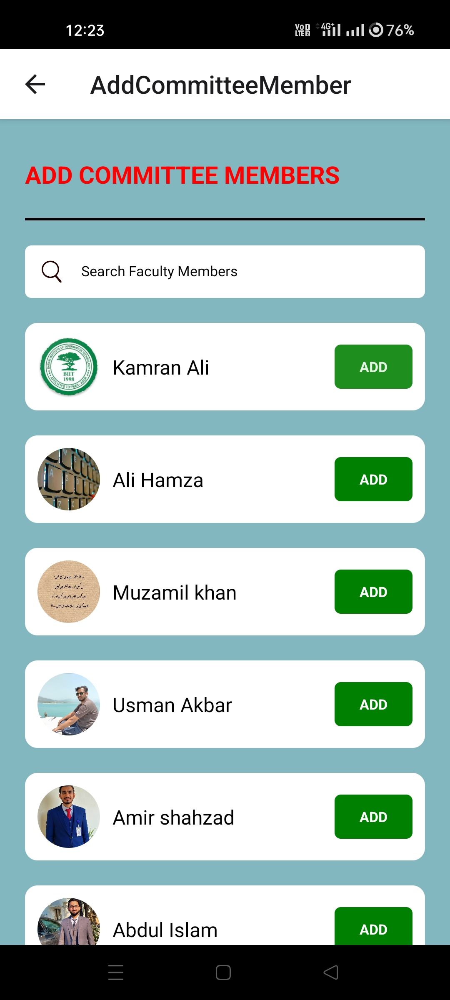 12:23
VoD LTE 2 4G+ 76%
AddCommitteeMember
ADD COMMITTEE MEMBERS
Search Faculty Members
BARANI INSTITUTE OF INFORMATION TECHNOLOGY
BIIT
1998
AFFILIATED TO PMAS - AAUR
Kamran Ali
ADD
W
E
A
S
D
Z
X
C
Ali Hamza
ADD
Muzamil khan
ADD
Usman Akbar
ADD
Amir shahzad
ADD
Abdul Islam
ADD